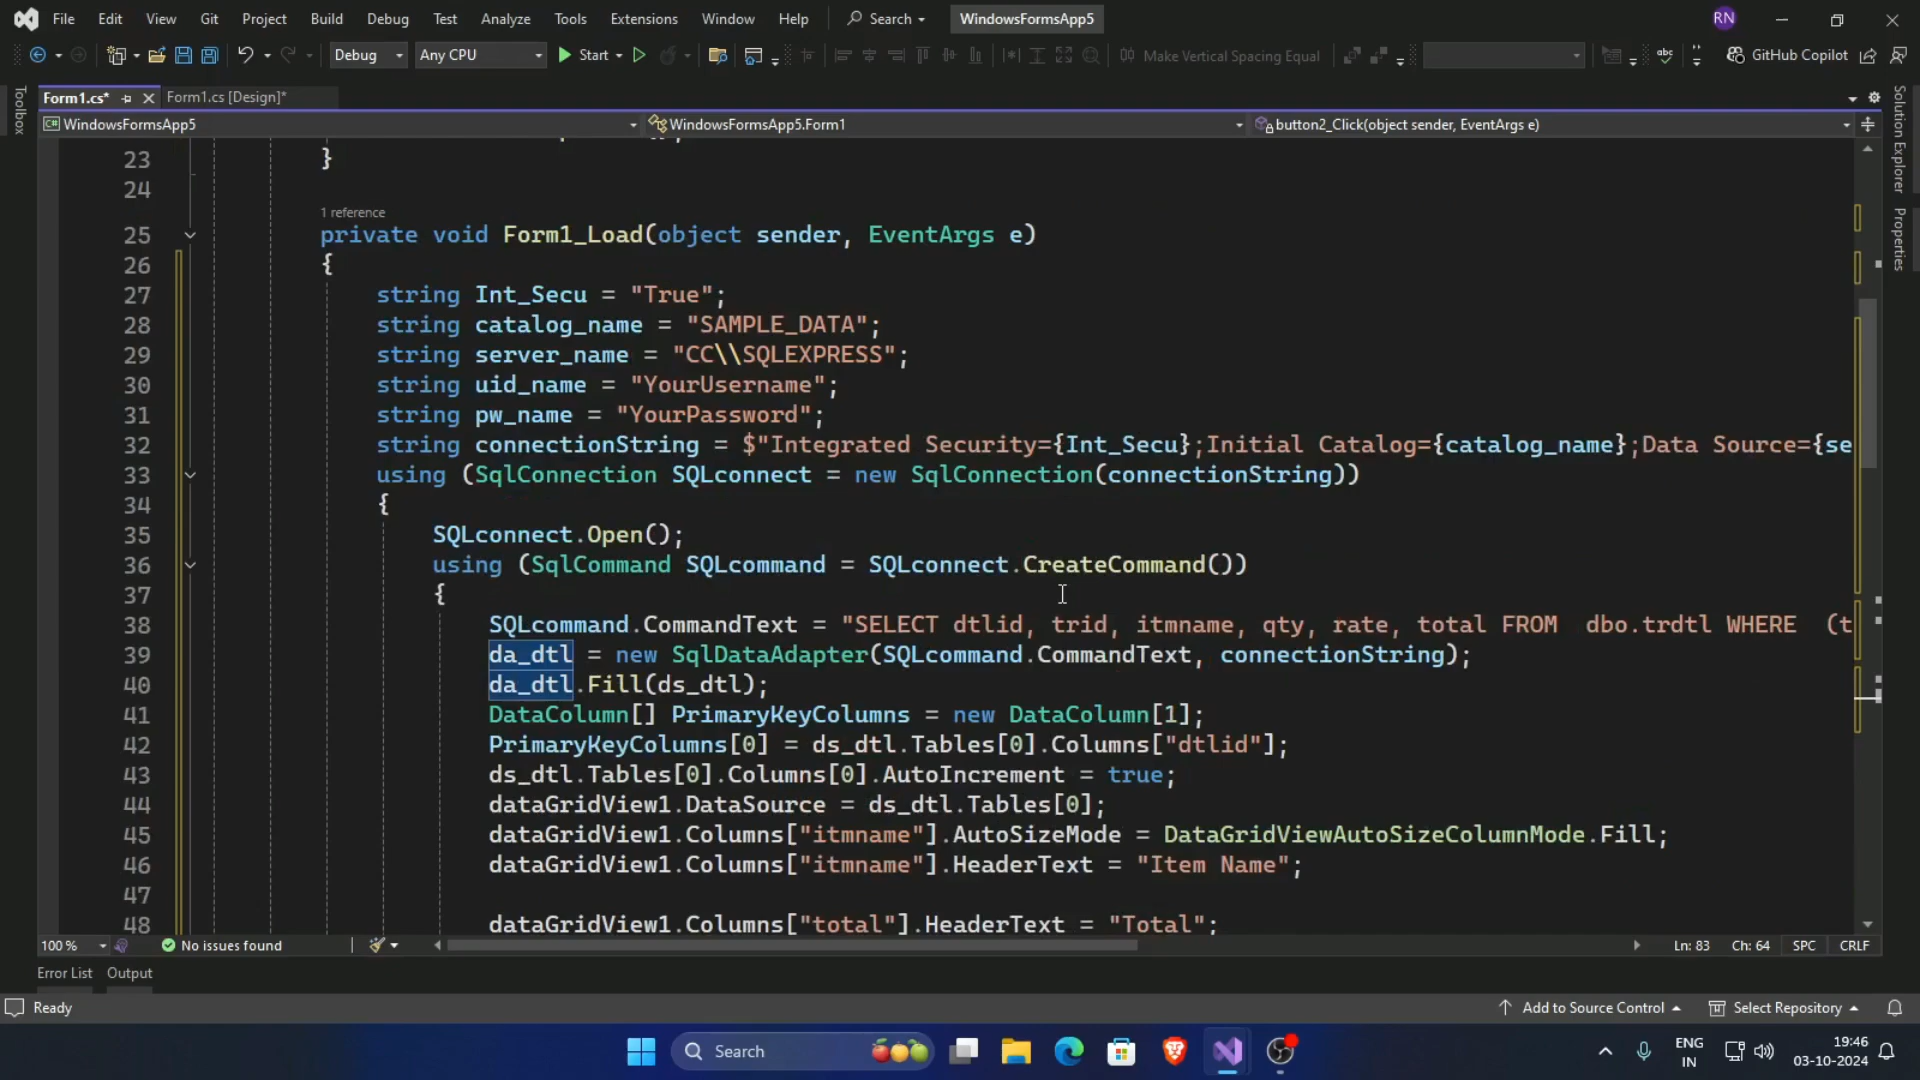 File Edit View Git Project Build Debug Test Analyze Tools Extensions Window Help Search WindowsFormsApp5 RN
Debug Any CPU Start Make Vertical Spacing Equal abc GitHub Copilot
Toolbox
Form1.cs* Form1.cs [Design]*
WindowsFormsApp5 WindowsFormsApp5.Form1 button2_Click(object sender, EventArgs e)
Solution Explorer
Properties
23 }
24
1 reference
25 private void Form1_Load(object sender, EventArgs e)
26 {
27 string Int_Secu = "True";
28 string catalog_name = "SAMPLE_DATA";
29 string server_name = "CC\\SQLEXPRESS";
30 string uid_name = "YourUsername";
31 string pw_name = "YourPassword";
32 string connectionString = $"Integrated Security={Int_Secu};Initial Catalog={catalog_name};Data Source={se
33 using (SqlConnection SQLconnect = new SqlConnection(connectionString))
34 {
35 SQLconnect.Open();
36 using (SqlCommand SQLcommand = SQLconnect.CreateCommand())
37 {
38 SQLcommand.CommandText = "SELECT dtlid, trid, itmname, qty, rate, total FROM  dbo.trdtl WHERE  (t
39 da_dtl = new SqlDataAdapter(SQLcommand.CommandText, connectionString);
40 da_dtl.Fill(ds_dtl);
41 DataColumn[] PrimaryKeyColumns = new DataColumn[1];
42 PrimaryKeyColumns[0] = ds_dtl.Tables[0].Columns["dtlid"];
43 ds_dtl.Tables[0].Columns[0].AutoIncrement = true;
44 dataGridView1.DataSource = ds_dtl.Tables[0];
45 dataGridView1.Columns["itmname"].AutoSizeMode = DataGridViewAutoSizeColumnMode.Fill;
46 dataGridView1.Columns["itmname"].HeaderText = "Item Name";
47
48 dataGridView1.Columns["total"].HeaderText = "Total";
100 % No issues found Ln: 83 Ch: 64 SPC CRLF
Error List Output
Ready Add to Source Control Select Repository
Search ENG IN 19:46 03-10-2024